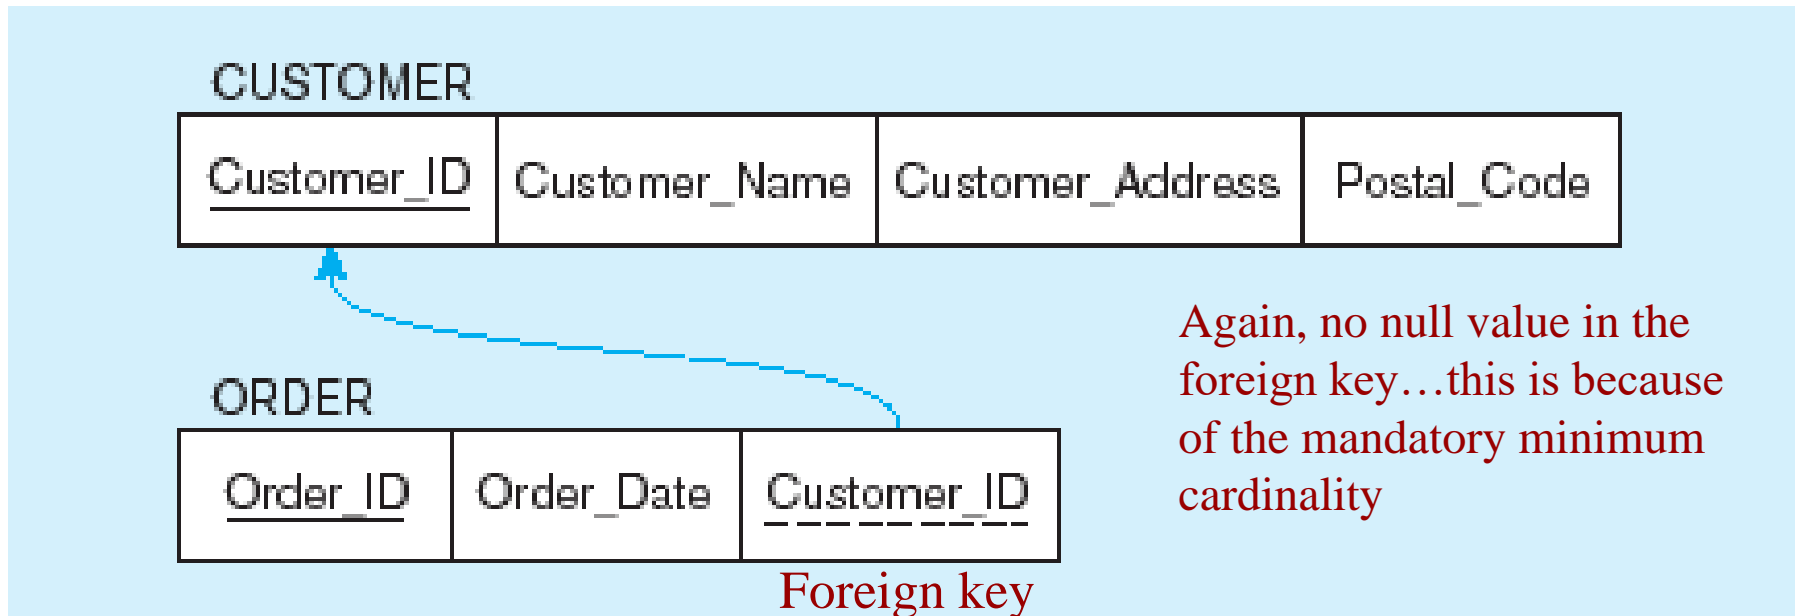 CUSTOMER
Customer_ID Customer_Name Customer_Address Postal_Code
Again, no null value in the
foreign key…this is because
of the mandatory minimum
cardinality
ORDER
Order_ID Order_Date Customer_ID
Foreign key